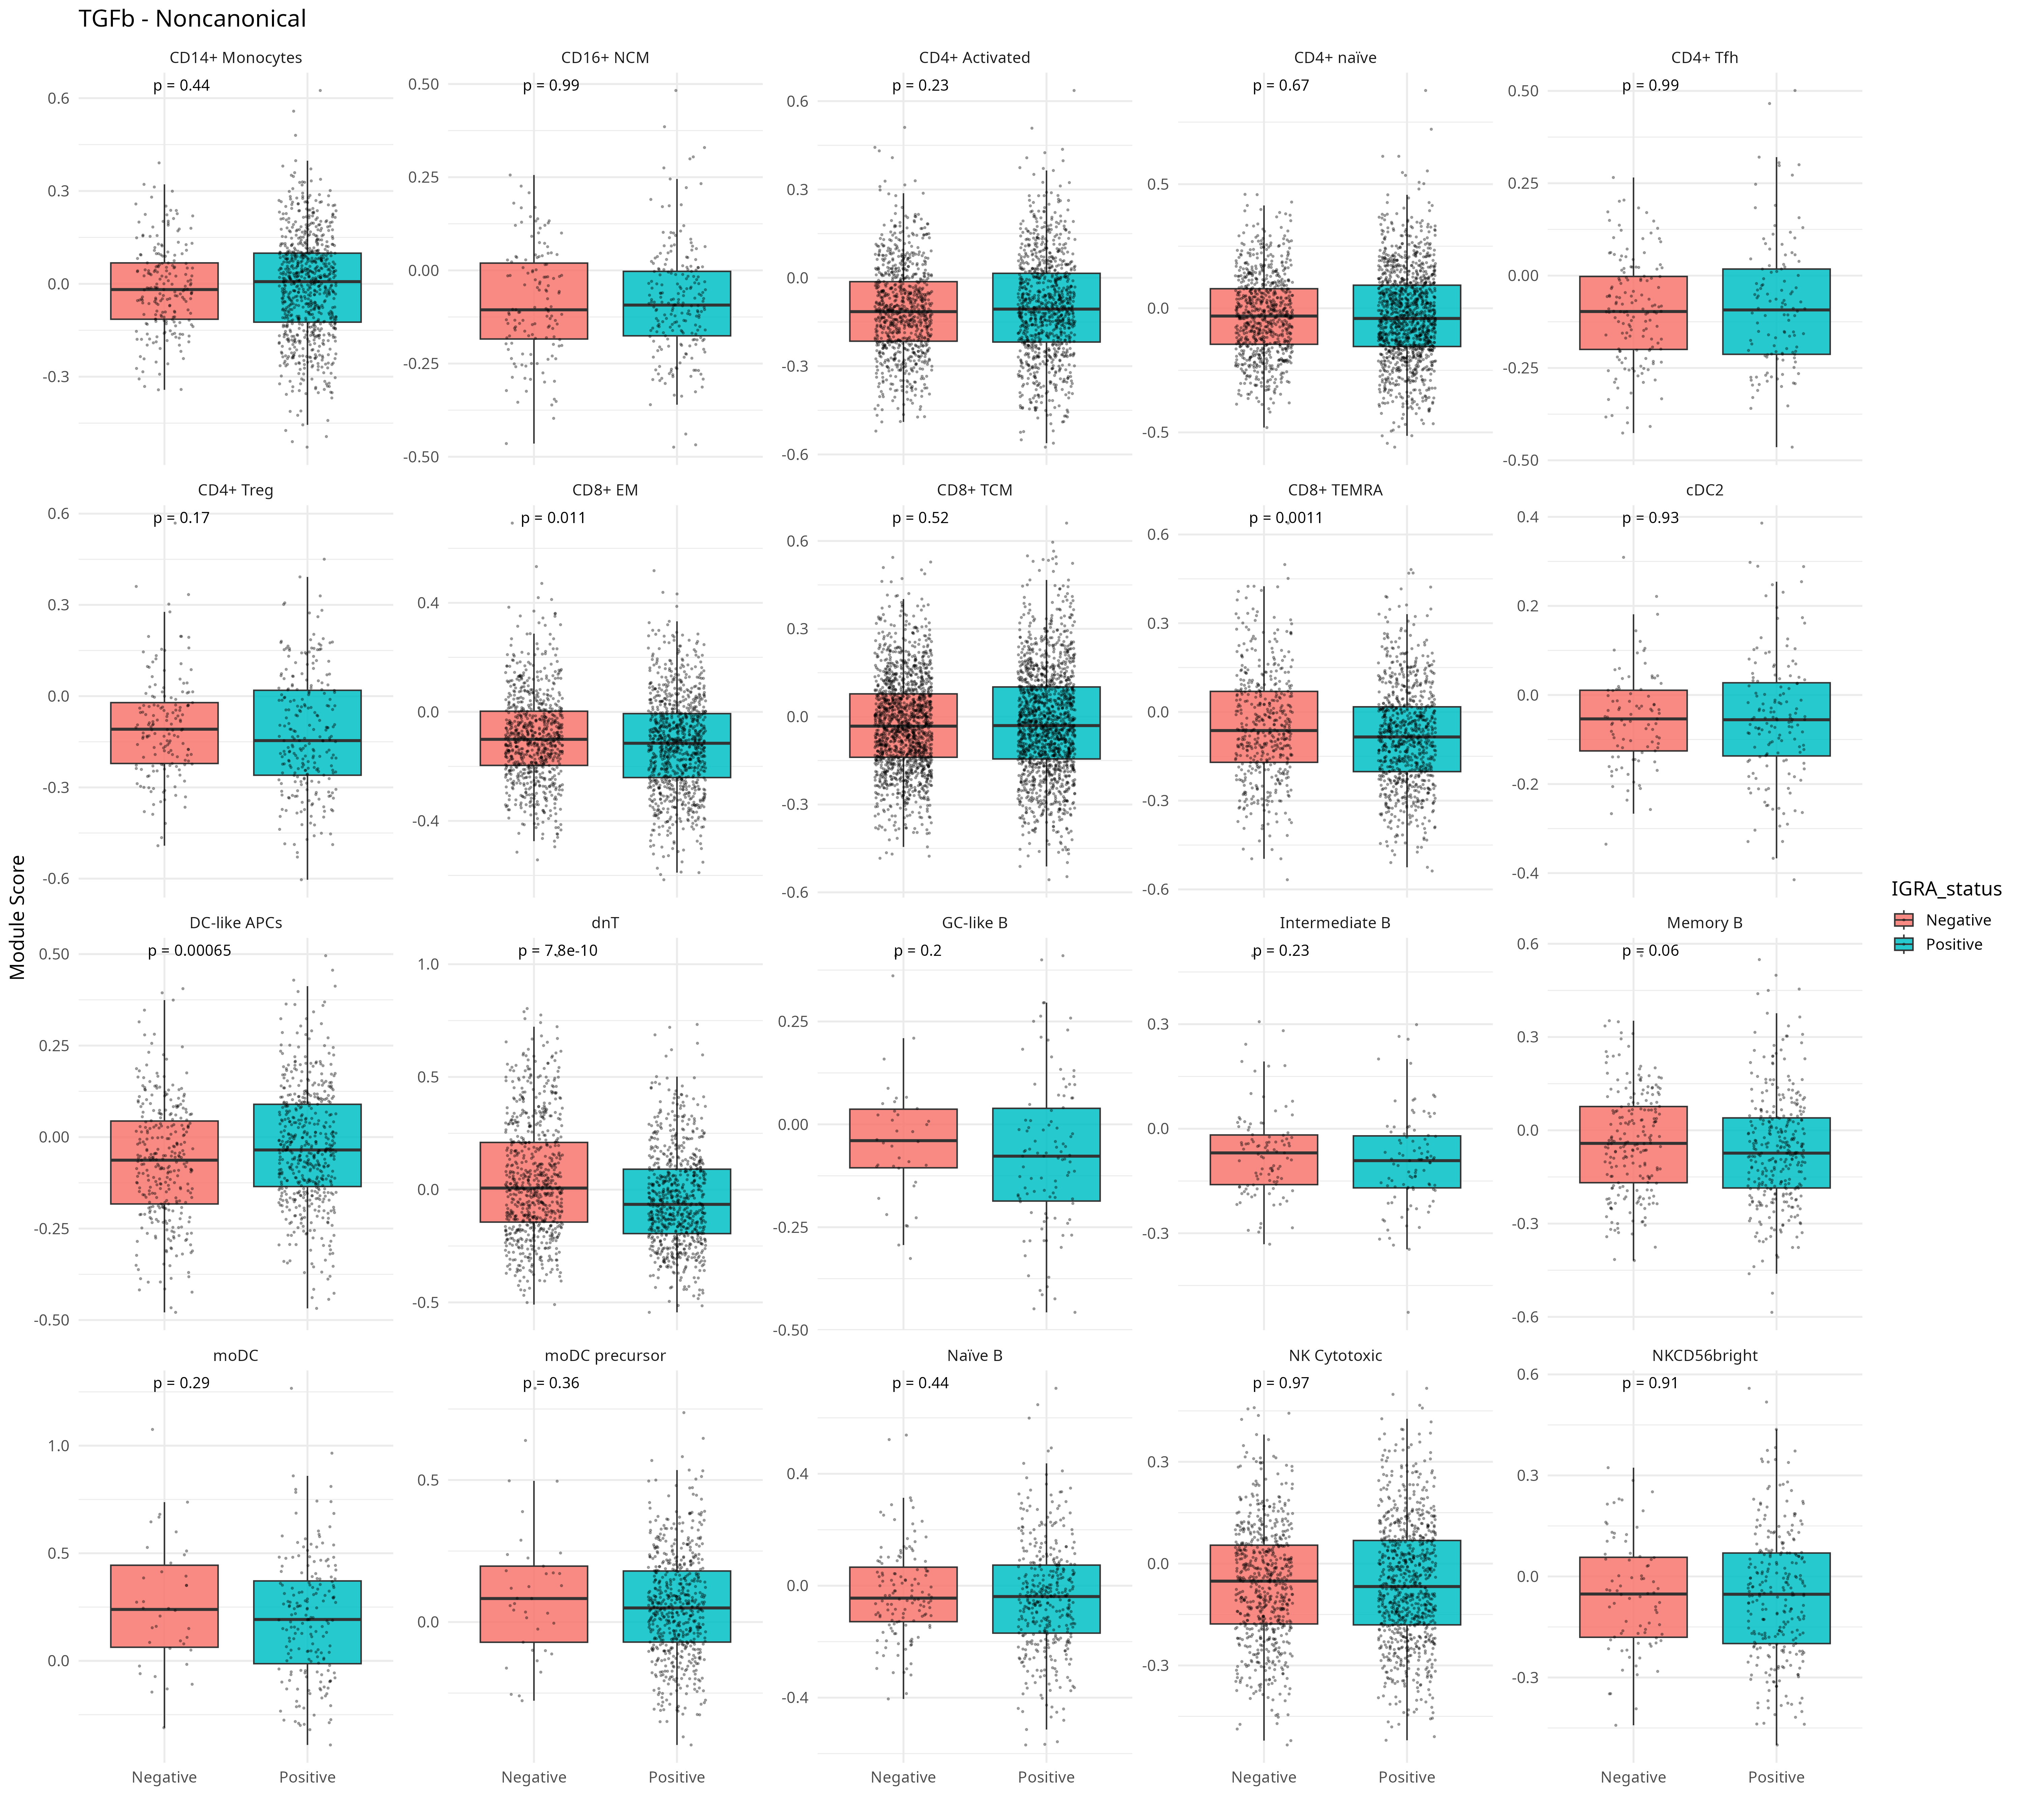 TGFb - Noncanonical
CD14+ Monocytes
p = 0.44
0.6
0.3
0.0
-0.3
CD16+ NCM
p = 0.99
0.50
0.25
0.00
-0.25
-0.50
CD4+ Activated
p = 0.23
0.6
0.3
0.0
-0.3
-0.6
CD4+ naïve
p = 0.67
0.5
0.0
-0.5
CD4+ Tfh
p = 0.99
0.50
0.25
0.00
-0.25
-0.50
CD4+ Treg
p = 0.17
0.6
0.3
0.0
-0.3
-0.6
CD8+ EM
p = 0.011
0.4
0.0
-0.4
CD8+ TCM
p = 0.52
0.6
0.3
0.0
-0.3
-0.6
CD8+ TEMRA
p = 0.0011
0.6
0.3
0.0
-0.3
-0.6
cDC2
p = 0.93
0.4
0.2
0.0
-0.2
-0.4
Module Score
DC-like APCs
p = 0.00065
0.50
0.25
0.00
-0.25
-0.50
dnT
p = 7.8e-10
1.0
0.5
0.0
-0.5
GC-like B
p = 0.2
0.25
0.00
-0.25
-0.50
Intermediate B
p = 0.23
0.3
0.0
-0.3
Memory B
p = 0.06
0.6
0.3
0.0
-0.3
-0.6
IGRA_status
Negative
Positive
moDC
p = 0.29
1.0
0.5
0.0
Negative
Positive
moDC precursor
p = 0.36
0.5
0.0
Negative
Positive
Naïve B
p = 0.44
0.4
0.0
-0.4
Negative
Positive
NK Cytotoxic
p = 0.97
0.3
0.0
-0.3
Negative
Positive
NKCD56bright
p = 0.91
0.6
0.3
0.0
-0.3
Negative
Positive